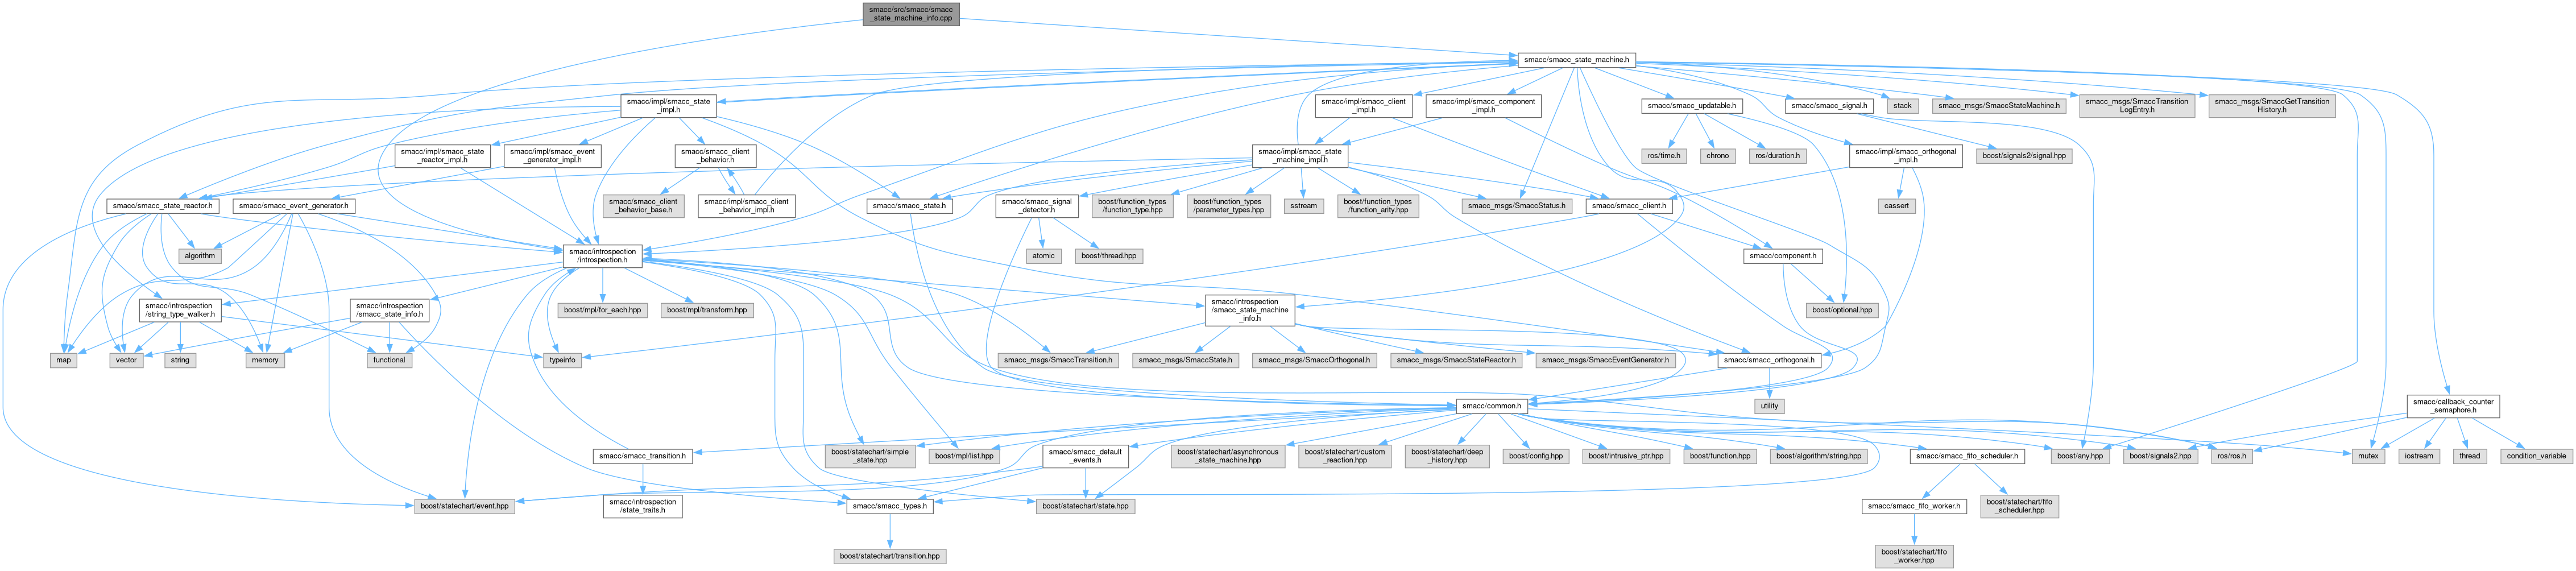 smacc/src/smacc/smacc
_state_machine_info.cpp
smacc/smacc_state_machine.h
smacc/impl/smacc_state
_impl.h
smacc/impl/smacc_client
_impl.h
smacc/impl/smacc_component
_impl.h
smacc/smacc_updatable.h
smacc/smacc_signal.h
stack
smacc_msgs/SmaccStateMachine.h
smacc_msgs/SmaccTransition
LogEntry.h
smacc_msgs/SmaccGetTransition
History.h
smacc/impl/smacc_state
_reactor_impl.h
smacc/impl/smacc_event
_generator_impl.h
smacc/smacc_client
_behavior.h
smacc/impl/smacc_state
_machine_impl.h
ros/time.h
chrono
ros/duration.h
smacc/impl/smacc_orthogonal
_impl.h
boost/signals2/signal.hpp
smacc/smacc_state_reactor.h
smacc/smacc_event_generator.h
smacc/smacc_client
_behavior_base.h
smacc/impl/smacc_client
_behavior_impl.h
smacc/smacc_state.h
smacc/smacc_signal
_detector.h
boost/function_types
/function_type.hpp
boost/function_types
/parameter_types.hpp
sstream
boost/function_types
/function_arity.hpp
smacc_msgs/SmaccStatus.h
smacc/smacc_client.h
cassert
algorithm
smacc/introspection
/introspection.h
atomic
boost/thread.hpp
smacc/component.h
smacc/introspection
/string_type_walker.h
smacc/introspection
/smacc_state_info.h
boost/mpl/for_each.hpp
boost/mpl/transform.hpp
smacc/introspection
/smacc_state_machine
_info.h
boost/optional.hpp
map
vector
string
memory
functional
typeinfo
smacc_msgs/SmaccTransition.h
smacc_msgs/SmaccState.h
smacc_msgs/SmaccOrthogonal.h
smacc_msgs/SmaccStateReactor.h
smacc_msgs/SmaccEventGenerator.h
smacc/smacc_orthogonal.h
smacc/common.h
utility
smacc/callback_counter
_semaphore.h
smacc/smacc_transition.h
boost/statechart/simple
_state.hpp
boost/mpl/list.hpp
smacc/smacc_default
_events.h
boost/statechart/asynchronous
_state_machine.hpp
boost/statechart/custom
_reaction.hpp
boost/statechart/deep
_history.hpp
boost/config.hpp
boost/intrusive_ptr.hpp
boost/function.hpp
boost/algorithm/string.hpp
smacc/smacc_fifo_scheduler.h
boost/any.hpp
boost/signals2.hpp
ros/ros.h
mutex
iostream
thread
condition_variable
boost/statechart/event.hpp
smacc/introspection
/state_traits.h
smacc/smacc_types.h
boost/statechart/state.hpp
smacc/smacc_fifo_worker.h
boost/statechart/fifo
_scheduler.hpp
boost/statechart/transition.hpp
boost/statechart/fifo
_worker.hpp